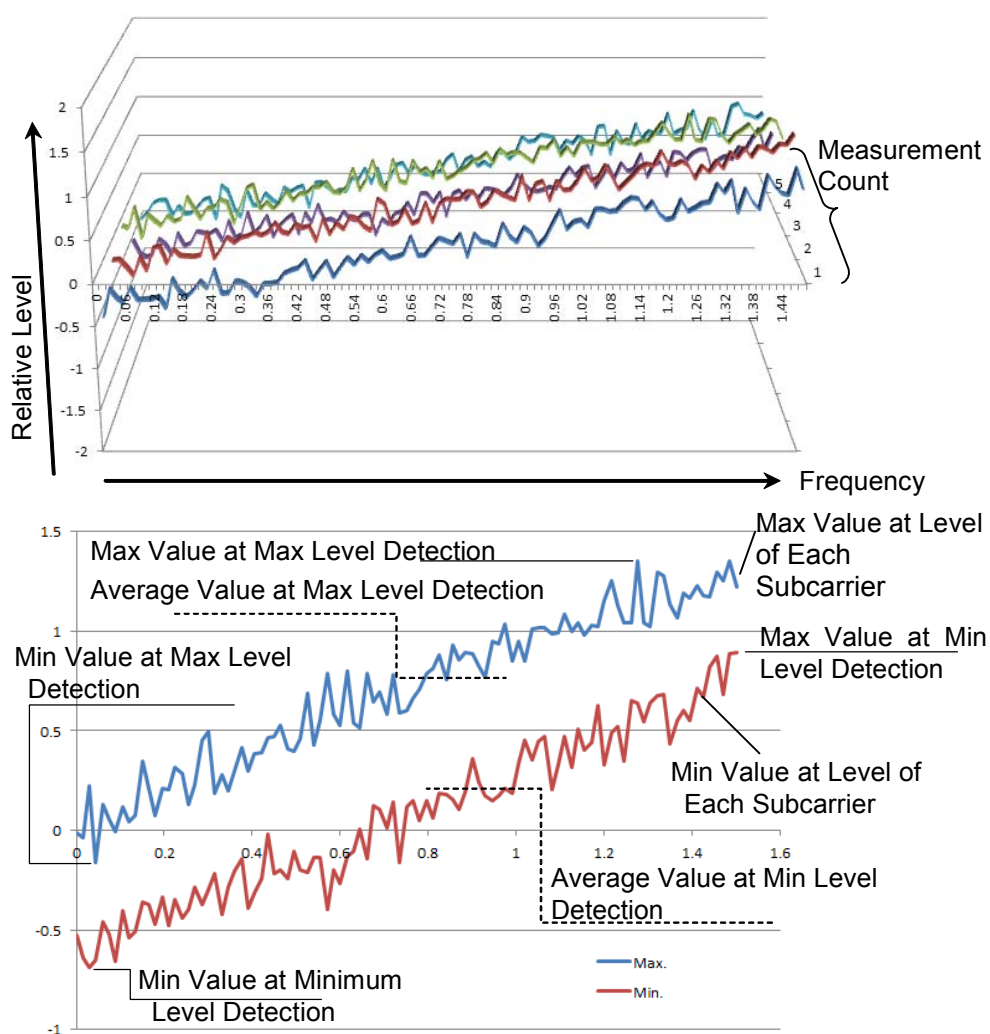 2
1.5
1
0.5
0
-0.5
-1
-1.5
-2
Relative Level
0
0.06
0.12
0.18
0.24
0.3
0.36
0.42
0.48
0.54
0.6
0.66
0.72
0.78
0.84
0.9
0.96
1.02
1.08
1.14
1.2
1.26
1.32
1.38
1.44
5
4
3
2
1
Measurement
Count
Frequency
1.5
1
0.5
0
-0.5
-1
0
0.2
0.4
0.6
0.8
1
1.2
1.4
1.6
Max Value at Max Level Detection
Average Value at Max Level Detection
Max Value at Level
of Each
Subcarrier
Min Value at Max Level
Detection
Max Value at Min
Level Detection
Min Value at Level of
Each Subcarrier
Average Value at Min Level
Detection
Min Value at Minimum
Level Detection
Max.
Min.